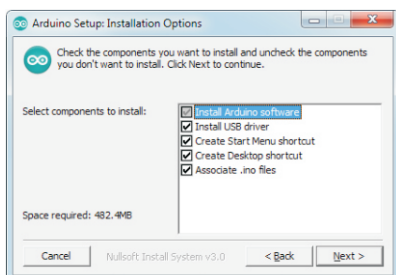 Arduino Setup: Installation Options
Check the components you want to install and uncheck the components
you don't want to install. Click Next to continue.
Select components to install:
Install Arduino software
Install USB driver
Create Start Menu shortcut
Create Desktop shortcut
Associate .ino files
Space required: 482.4MB
Cancel
Nullsoft Install System v3.0
< Back
Next >